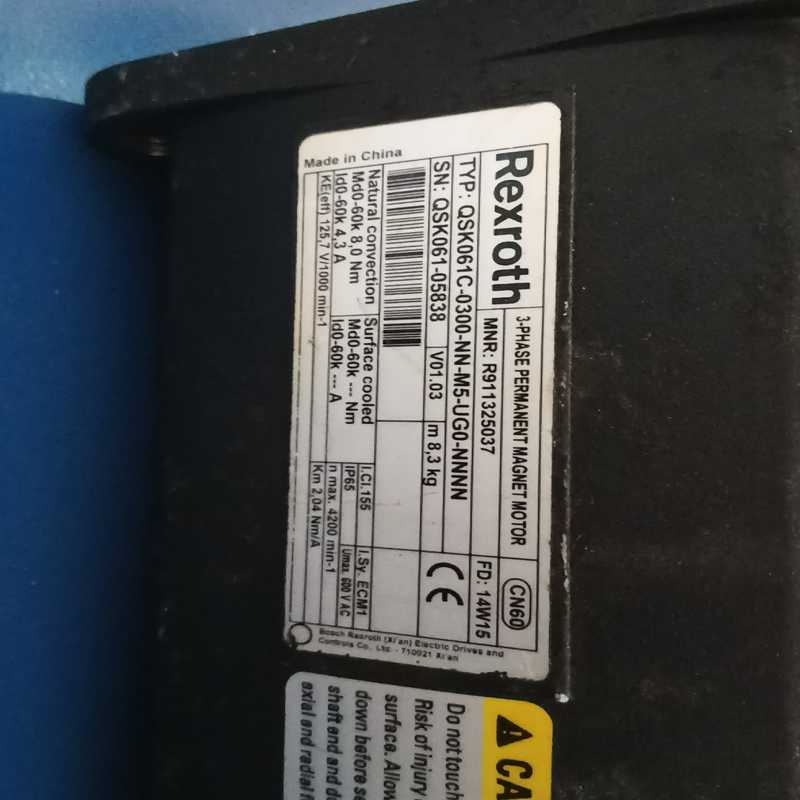 Rexroth 3-PHASE PERMANENT MAGNET MOTOR CN60
MNR: R911325037 FD: 14W15
TYP: QSK061C-0300-NN-M5-UG0-NNNN
SN: QSK061-05838 V01.03 m 8,3 kg
CE
Natural convection Surface cooled I.Cl.155 I.Sy. ECM1
Md0-60k 8,0 Nm Md0-60k --- Nm IP65 Umax. 600 V AC
Id0-60k 4,3 A Id0-60k --- A n max. 4200 min-1
KE(eff) 125,7 V/1000 min-1 Km 2,04 Nm/A
Made in China
Bosch Rexroth (Xi'an) Electric Drives and
Controls Co., Ltd. - 710021 Xi'an
CA
Do not touch
Risk of injury
surface. Allow
down before se
shaft end and d
axial and radial f